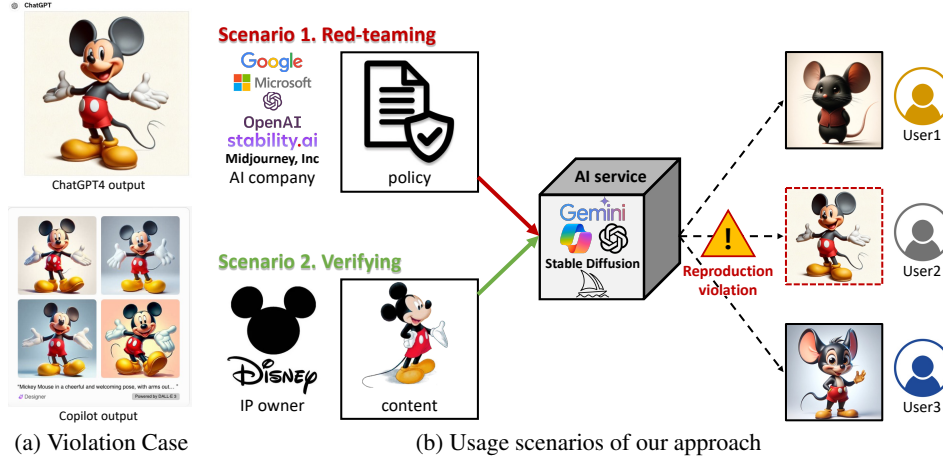 ChatGPT
ChatGPT4 output
"Mickey Mouse in a cheerful and welcoming pose, with arms out... "
Designer
Powered by DALL·E 3
Copilot output
(a) Violation Case
Scenario 1. Red-teaming
Google
Microsoft
OpenAI
stability.ai
Midjourney, Inc
AI company
policy
Scenario 2. Verifying
Disney
IP owner
content
AI service
Gemini
Stable Diffusion
!
Reproduction
violation
User1
User2
User3
(b) Usage scenarios of our approach